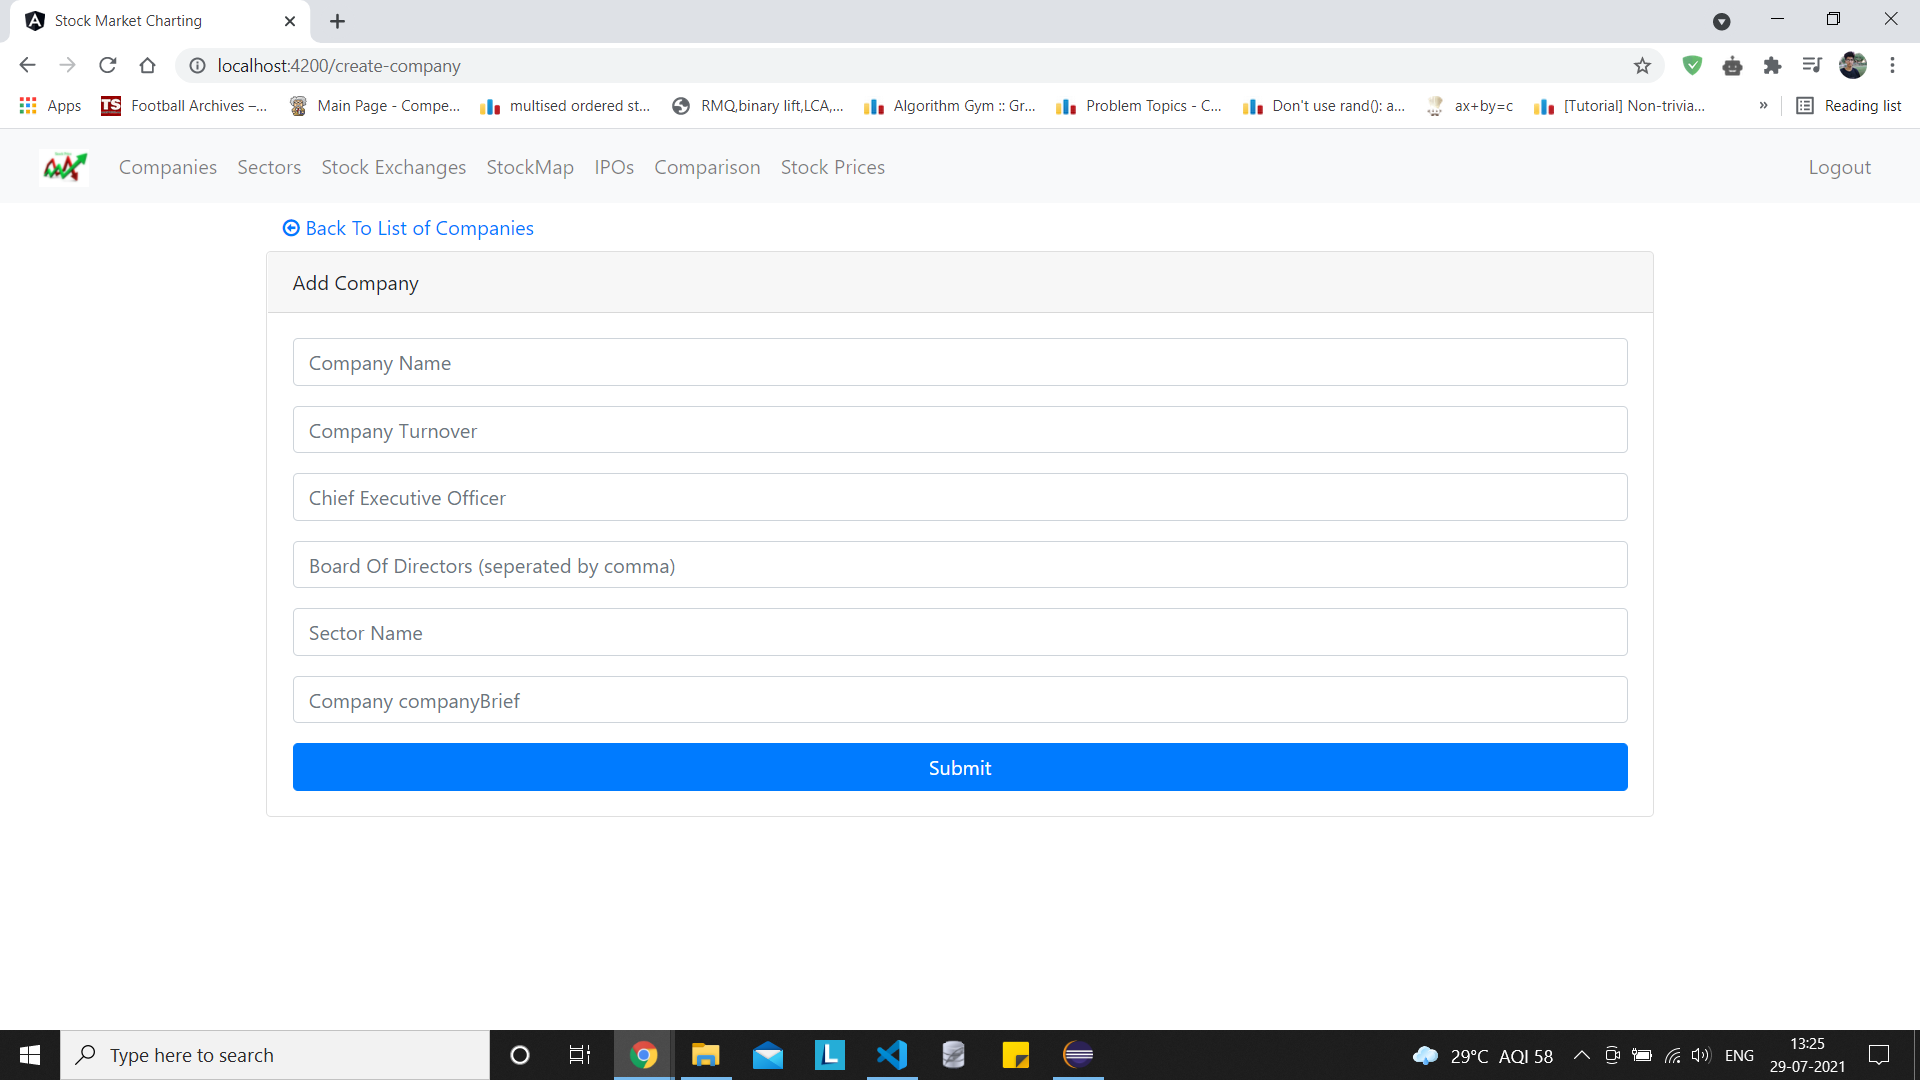 Stock Market Charting
localhost:4200/create-company
Apps TS Football Archives –... Main Page - Compe... multised ordered st... RMQ,binary lift,LCA,... Algorithm Gym :: Gr... Problem Topics - C... Don't use rand(): a... ax+by=c [Tutorial] Non-trivia... » Reading list
Companies Sectors Stock Exchanges StockMap IPOs Comparison Stock Prices Logout
Back To List of Companies
Add Company
Company Name
Company Turnover
Chief Executive Officer
Board Of Directors (seperated by comma)
Sector Name
Company companyBrief
Submit
Type here to search L 29°C AQI 58 ENG 13:25
29-07-2021